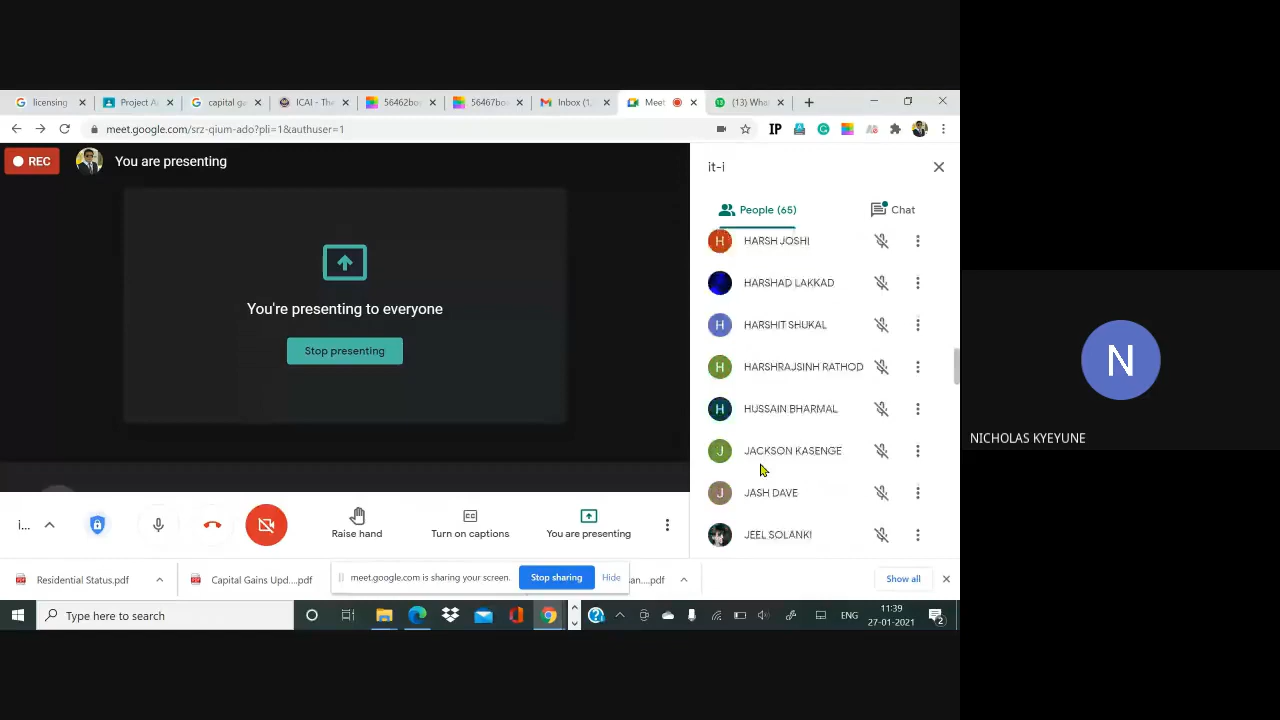 licensing
Project A
capital ga
ICAI - The
56462bo
56467bo
Inbox (1,
Meet
(13) Wha
meet.google.com/srz-qium-ado?pli=1&authuser=1
IP
REC
You are presenting
You're presenting to everyone
Stop presenting
it-i
People (65)
Chat
H HARSH JOSHI
HARSHAD LAKKAD
H HARSHIT SHUKAL
H HARSHRAJSINH RATHOD
H HUSSAIN BHARMAL
J JACKSON KASENGE
J JASH DAVE
JEEL SOLANKI
N
NICHOLAS KYEYUNE
i...
Raise hand
CC
Turn on captions
You are presenting
Residential Status.pdf
Capital Gains Upd....pdf
meet.google.com is sharing your screen.
Stop sharing
Hide
an....pdf
Show all
Type here to search
ENG
11:39
27-01-2021
2